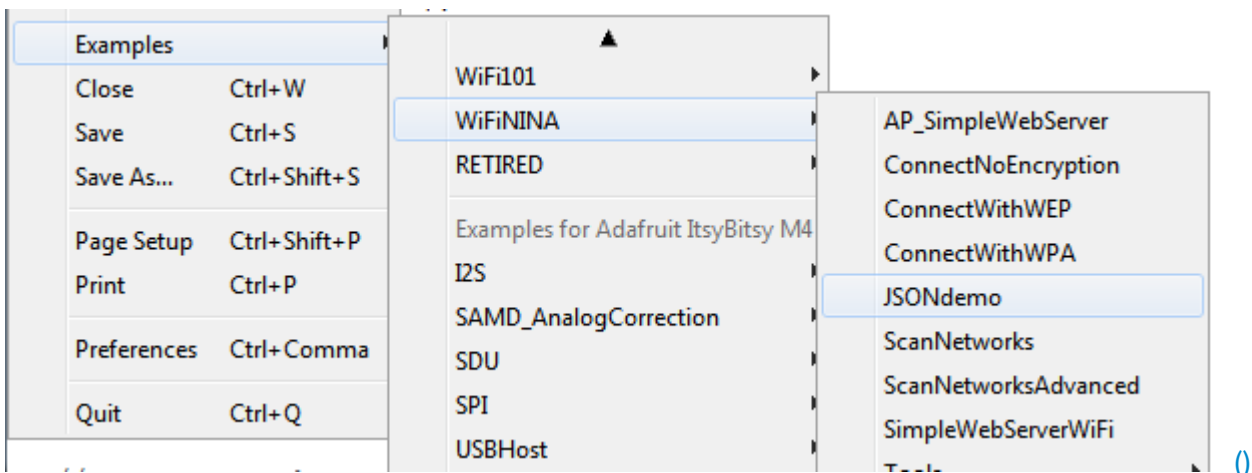 Examples
Close Ctrl+W
Save Ctrl+S
Save As... Ctrl+Shift+S
Page Setup Ctrl+Shift+P
Print Ctrl+P
Preferences Ctrl+Comma
Quit Ctrl+Q
WiFi101
WiFiNINA
RETIRED
Examples for Adafruit ItsyBitsy M4
I2S
SAMD_AnalogCorrection
SDU
SPI
USBHost
AP_SimpleWebServer
ConnectNoEncryption
ConnectWithWEP
ConnectWithWPA
JSONdemo
ScanNetworks
ScanNetworksAdvanced
SimpleWebServerWiFi
Tools
()